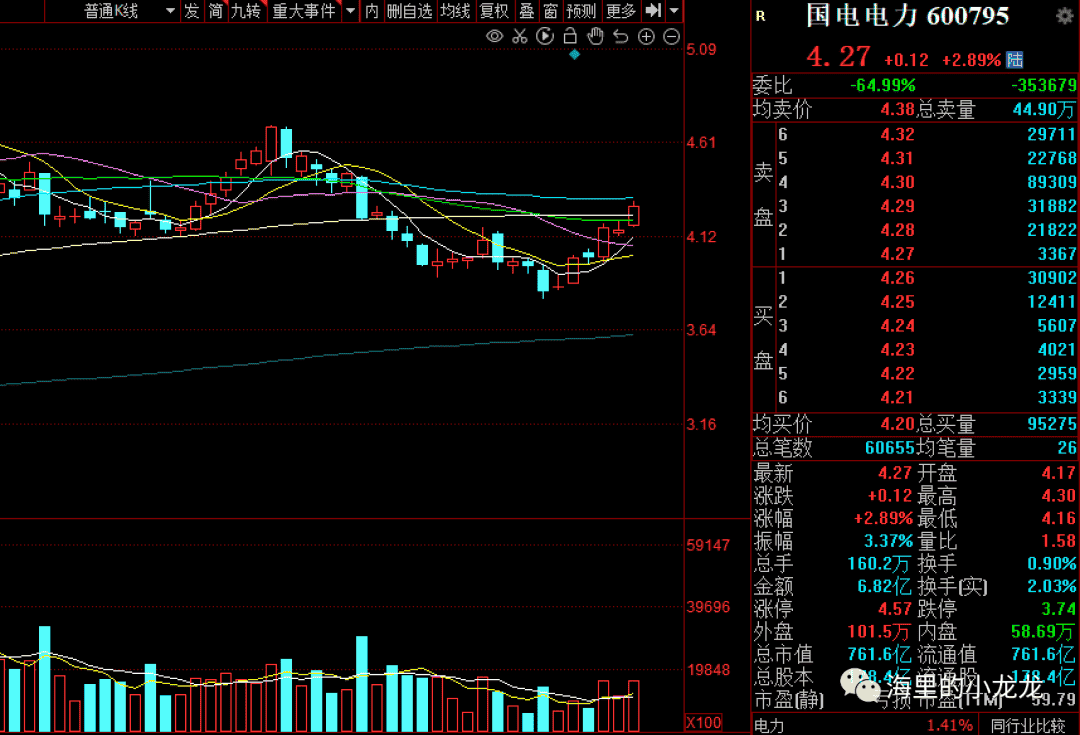 普通K线 发 简 九转 重大事件 内 删自选 均线 复权 叠 窗 预测 更多
R 国电电力 600795
4.27 +0.12 +2.89% 陆
委比 -64.99% -353679
均卖价 4.38 总卖量 44.90万
卖盘
6 4.32 29711
5 4.31 22768
4 4.30 89309
3 4.29 31882
2 4.28 21822
1 4.27 3367
买盘
1 4.26 30902
2 4.25 12411
3 4.24 5607
4 4.23 4021
5 4.22 2959
6 4.21 3339
均买价 4.20 总买量 95275
总笔数 60655 均笔量 26
最新 4.27 开盘 4.17
涨跌 +0.12 最高 4.30
涨幅 +2.89% 最低 4.16
振幅 3.37% 量比 1.58
总手 160.2万 换手 0.90%
金额 6.82亿 换手(实) 2.03%
涨停 4.57 跌停 3.74
外盘 101.5万 内盘 58.69万
总市值 761.6亿 流通值 761.6亿
总股本 8.4亿 流通股 178.4亿
市盈(静) 亏损 市盈(TTM) 59.79
海里的小龙龙
电力 1.41% 同行业比较
5.09
4.61
4.12
3.64
3.16
59147
39696
19848
X100